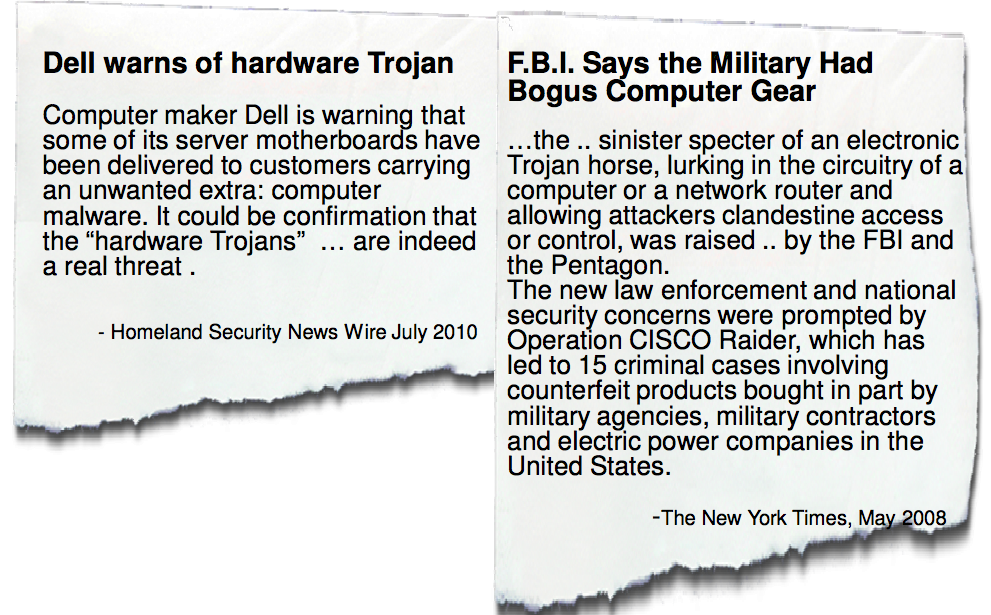 Dell warns of hardware Trojan
Computer maker Dell is warning that
some of its server motherboards have
been delivered to customers carrying
an unwanted extra: computer
malware. It could be confirmation that
the “hardware Trojans”  … are indeed
a real threat .
- Homeland Security News Wire July 2010
F.B.I. Says the Military Had
Bogus Computer Gear
…the .. sinister specter of an electronic
Trojan horse, lurking in the circuitry of a
computer or a network router and
allowing attackers clandestine access
or control, was raised .. by the FBI and
the Pentagon.
The new law enforcement and national
security concerns were prompted by
Operation CISCO Raider, which has
led to 15 criminal cases involving
counterfeit products bought in part by
military agencies, military contractors
and electric power companies in the
United States.
-The New York Times, May 2008